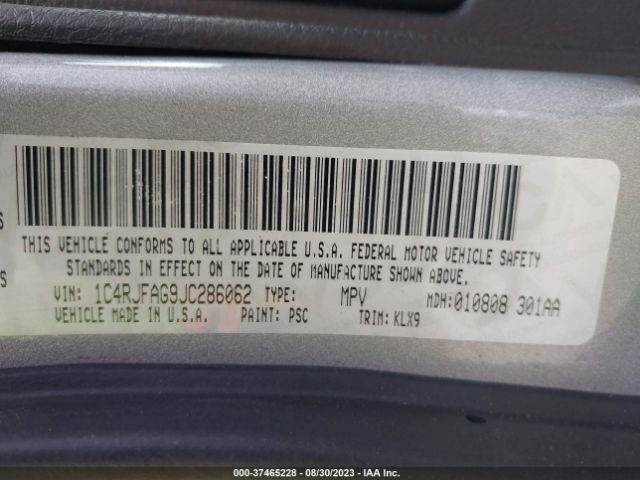 THIS VEHICLE CONFORMS TO ALL APPLICABLE U.S.A. FEDERAL MOTOR VEHICLE SAFETY
STANDARDS IN EFFECT ON THE DATE OF MANUFACTURE SHOWN ABOVE.
VIN: 1C4RJFAG9JC286062 TYPE: MPV MDH:010808 301AA
VEHICLE MADE IN U.S.A. PAINT: PSC TRIM: KLX9
000-37465228 - 08/30/2023 - IAA Inc.